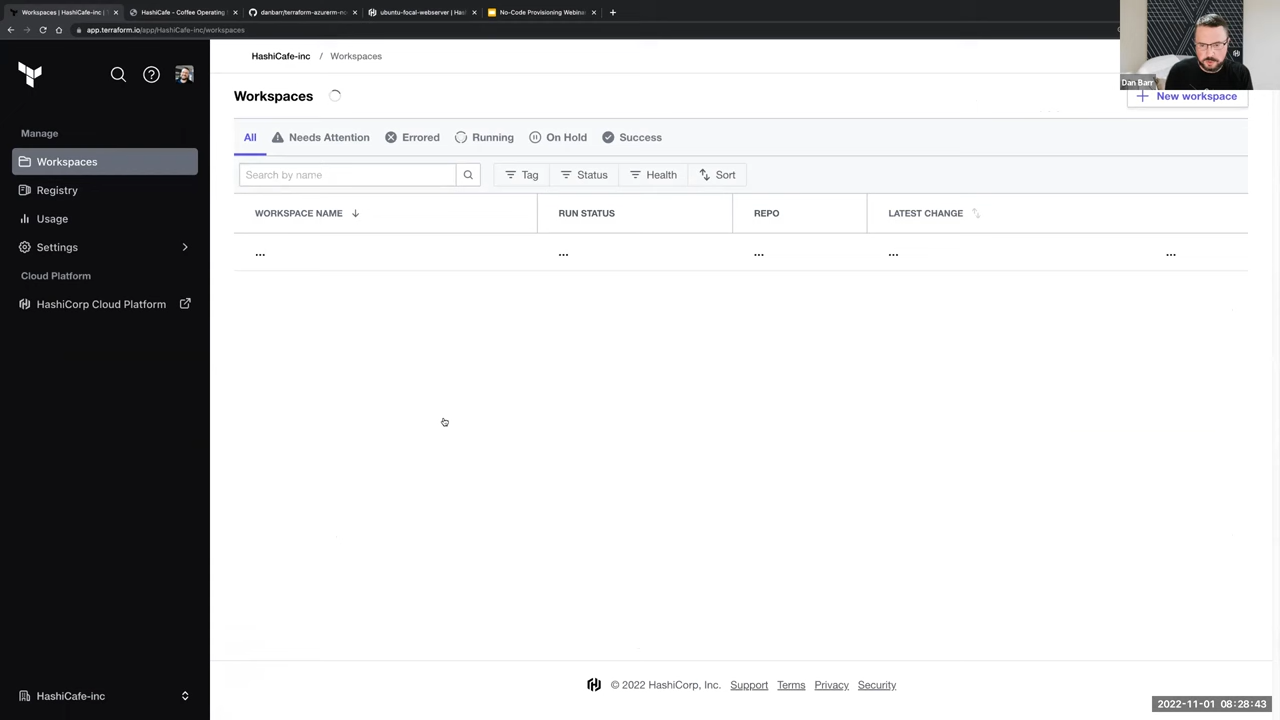 Workspaces | HashiCafe-inc |
HashiCafe - Coffee Operating
danbarr/terraform-azurerm-no
ubuntu-focal-webserver | Has
No-Code Provisioning Webina
app.terraform.io/app/HashiCafe-inc/workspaces
Dan Barr
HashiCafe-inc / Workspaces
Workspaces
New workspace
Manage
Workspaces
Registry
Usage
Settings
Cloud Platform
HashiCorp Cloud Platform
All
Needs Attention
Errored
Running
On Hold
Success
Search by name
Tag
Status
Health
Sort
WORKSPACE NAME
RUN STATUS
REPO
LATEST CHANGE
... ... ... ... ...
© 2022 HashiCorp, Inc. Support Terms Privacy Security
HashiCafe-inc
2022-11-01 08:28:43